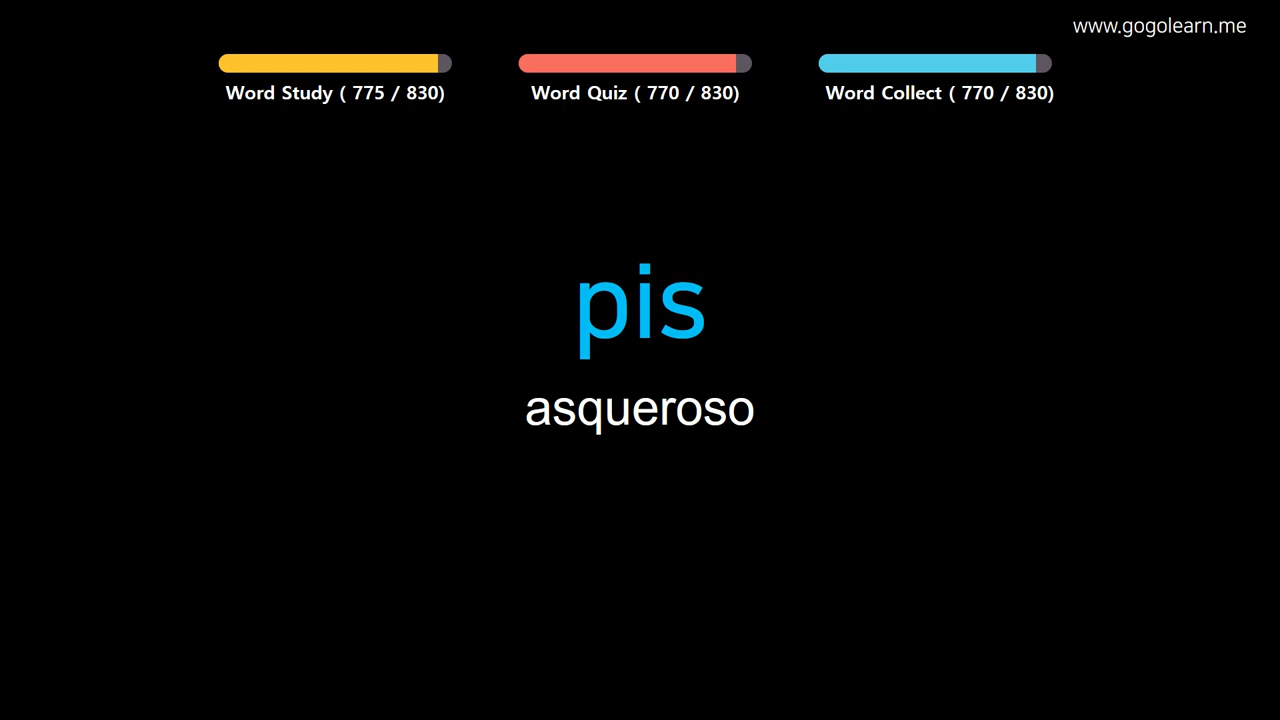 www.gogolearn.me
Word Study ( 775 / 830)
Word Quiz ( 770 / 830)
Word Collect ( 770 / 830)
pis
asqueroso